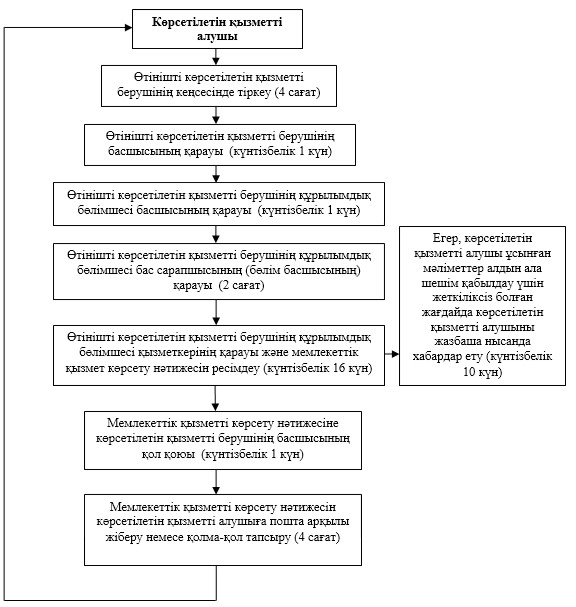 Көрсетілетін қызметті
алушы
Өтінішті көрсетілетін қызметті
берушінің кеңсесінде тіркеу (4 сағат)
Өтінішті көрсетілетін қызметті берушінің
басшысының қарауы  (күнтізбелік 1 күн)
Өтінішті көрсетілетін қызметті берушінің құрылымдық
бөлімшесі басшысының қарауы  (күнтізбелік 1 күн)
Өтінішті көрсетілетін қызметті берушінің құрылымдық
бөлімшесі бас сарапшысының (бөлім басшысының)
қарауы  (2 сағат)
Өтінішті көрсетілетін қызметті берушінің құрылымдық
бөлімшесі қызметкерінің қарауы және мемлекеттік
қызмет көрсету нәтижесін ресімдеу (күнтізбелік 16 күн)
Егер, көрсетілетін
қызметті алушы ұсынған
мәліметтер алдын ала
шешім қабылдау үшін
жеткіліксіз болған
жағдайда көрсетілетін
қызметті алушыны
жазбаша нысанда
хабардар ету (күнтізбелік
10 күн)
Мемлекеттік қызметті көрсету нәтижесіне
көрсетілетін қызметті берушінің басшысының
қол қоюы  (күнтізбелік 1 күн)
Мемлекеттік қызметті көрсету нәтижесін
көрсетілетін қызметті алушыға пошта арқылы
жіберу немесе қолма-қол тапсыру (4 сағат)